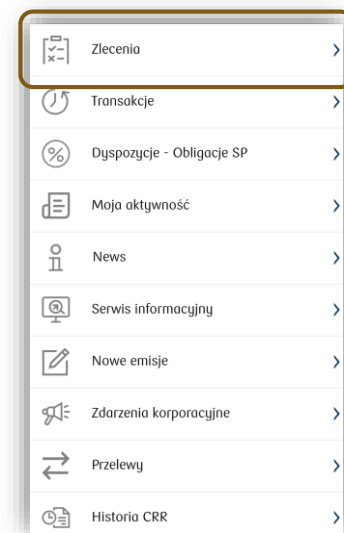 Zlecenia
Transakcje
Dyspozycje - Obligacje SP
Moja aktywność
News
Serwis informacyjny
Nowe emisje
Zdarzenia korporacyjne
Przelewy
Historia CRR